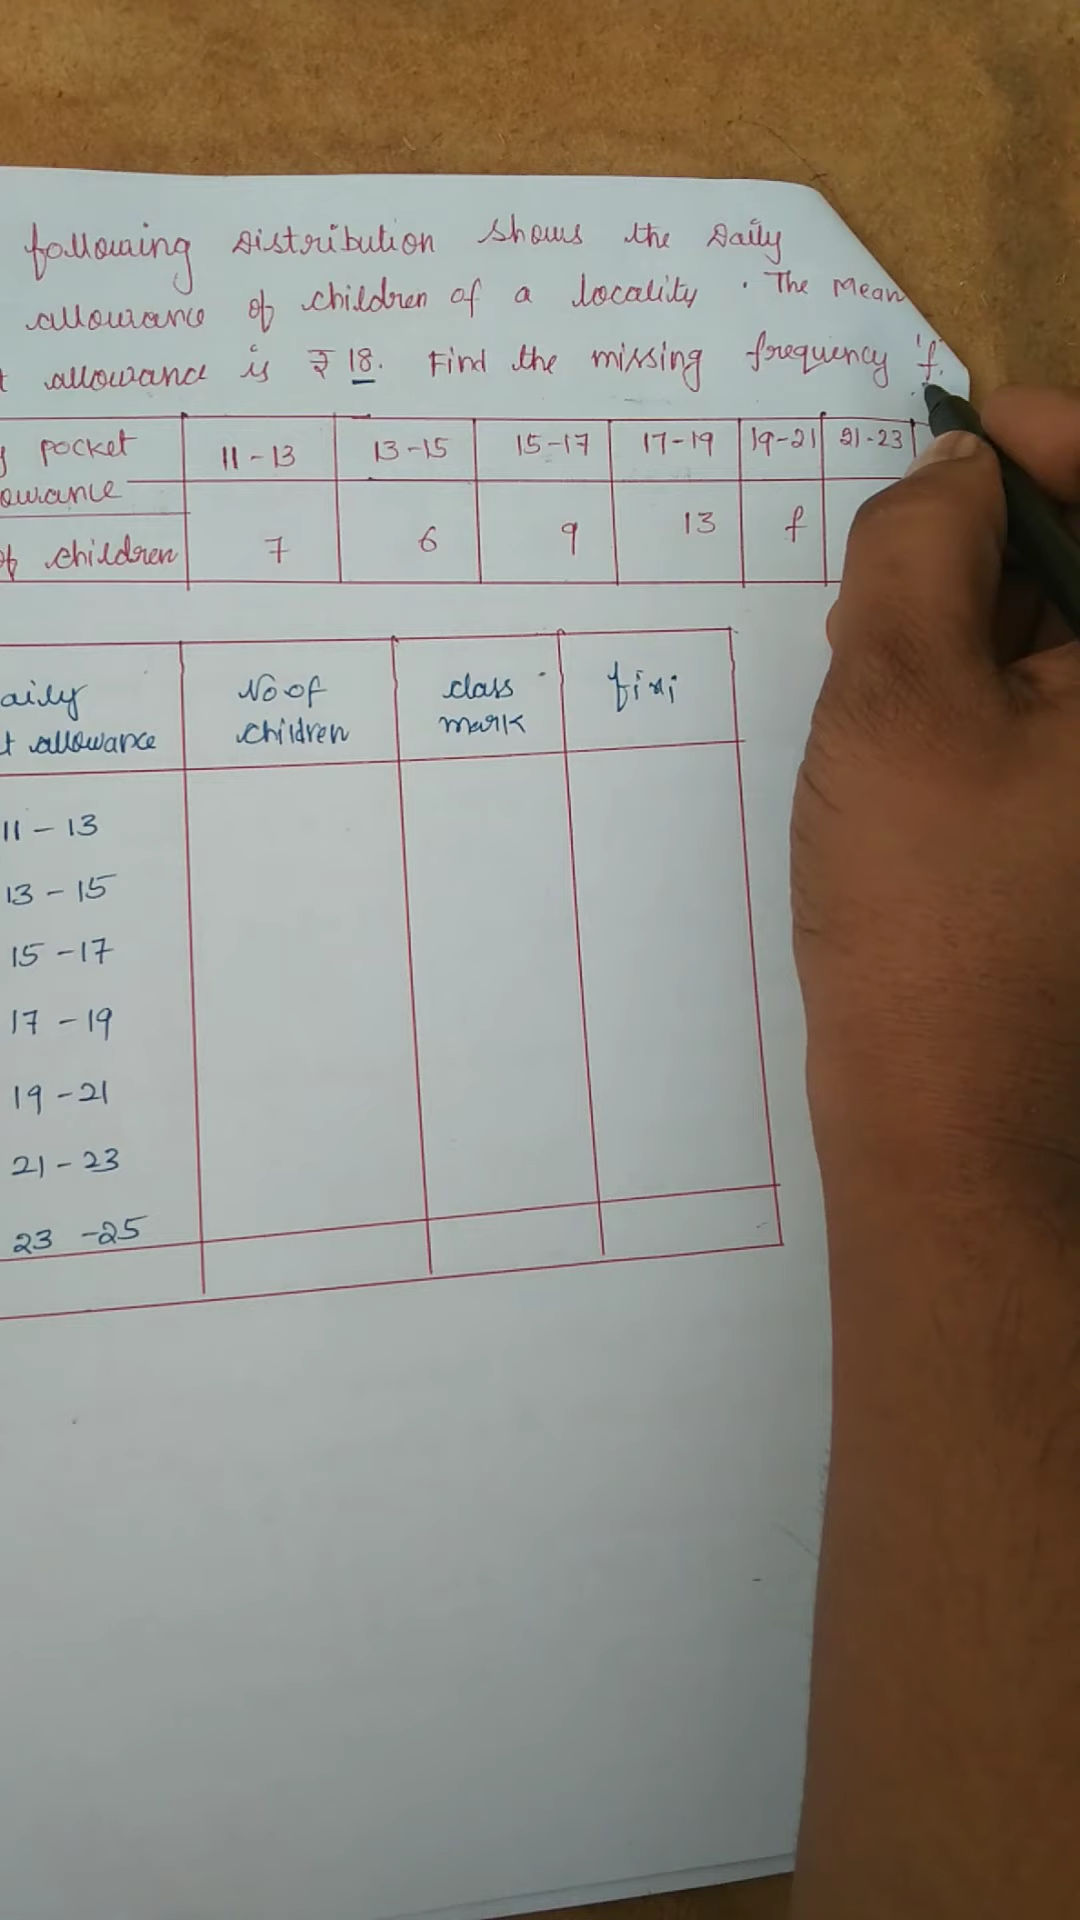 following Distribution shows the Daily
allowance of children of a locality . The Mean
t allowance is ₹ 18. Find the missing frequency 'f.
y pocket 11-13 13-15 15-17 17-19 19-21 21-23
owance
of children 7 6 9 13 f
aily No of class fixi
t allowance children mark
11-13
13-15
15-17
17-19
19-21
21-23
23-25